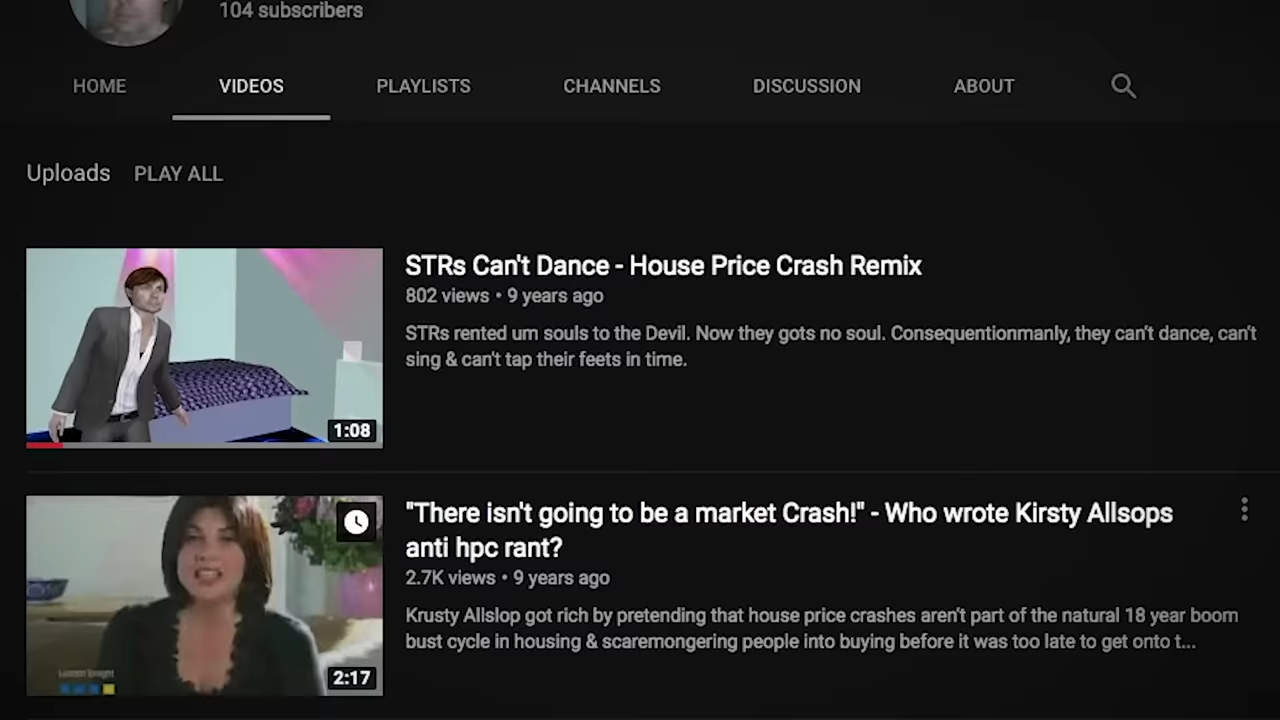 104 subscribers
HOME VIDEOS PLAYLISTS CHANNELS DISCUSSION ABOUT
Uploads PLAY ALL
STRs Can't Dance - House Price Crash Remix
802 views • 9 years ago
STRs rented um souls to the Devil. Now they gots no soul. Consequentionmanly, they can't dance, can't
sing & can't tap their feets in time.
1:08
"There isn't going to be a market Crash!" - Who wrote Kirsty Allsops
anti hpc rant?
2.7K views • 9 years ago
Krusty Allslop got rich by pretending that house price crashes aren't part of the natural 18 year boom
bust cycle in housing & scaremongering people into buying before it was too late to get onto t...
London Tonight
2:17